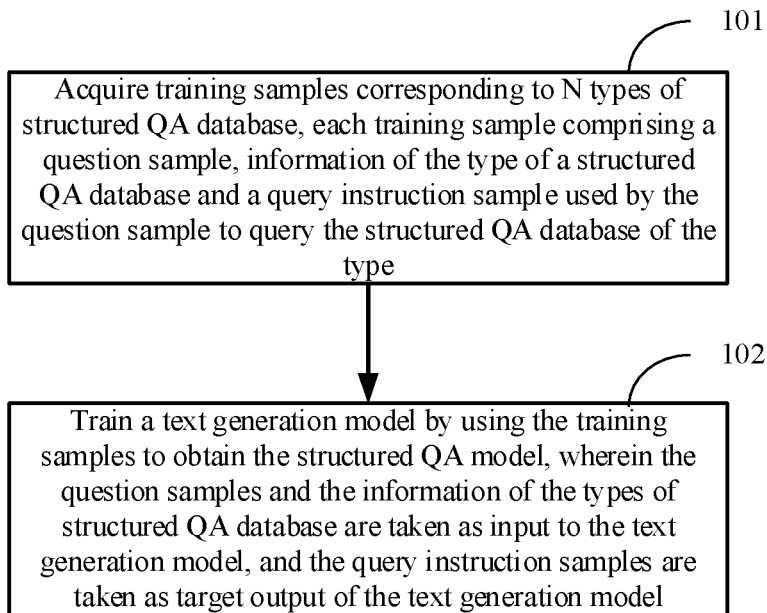 101
Acquire training samples corresponding to N types of
structured QA database, each training sample comprising a
question sample, information of the type of a structured
QA database and a query instruction sample used by the
question sample to query the structured QA database of the
type
102
Train a text generation model by using the training
samples to obtain the structured QA model, wherein the
question samples and the information of the types of
structured QA database are taken as input to the text
generation model, and the query instruction samples are
taken as target output of the text generation model